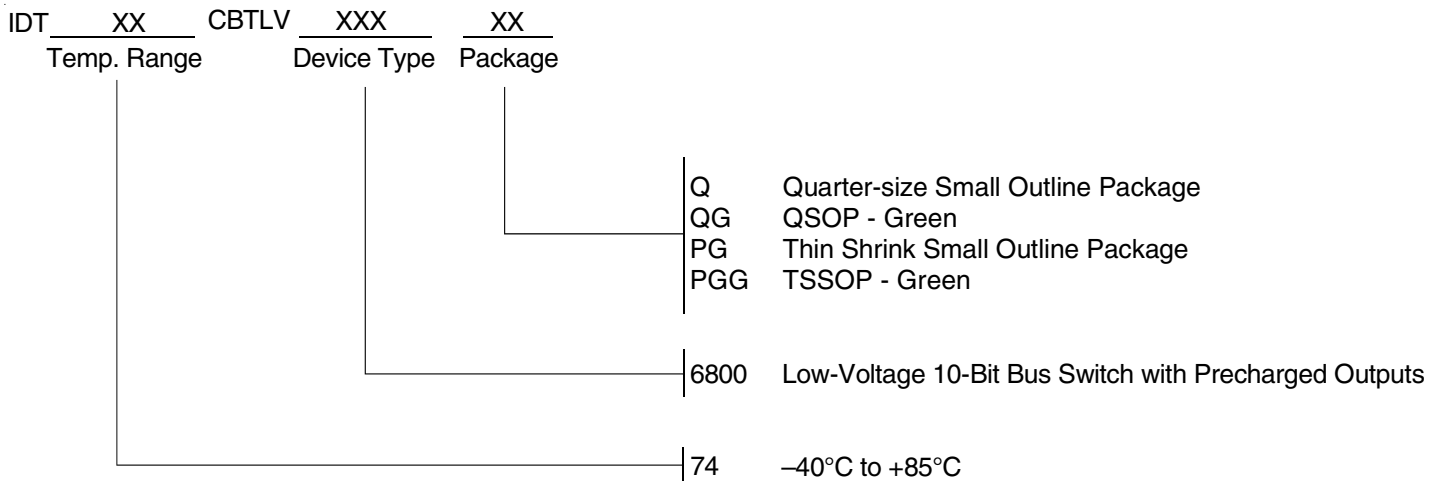 IDT XX CBTLV XXX XX
Temp. Range Device Type Package
Q Quarter-size Small Outline Package
QG QSOP - Green
PG Thin Shrink Small Outline Package
PGG TSSOP - Green
6800 Low-Voltage 10-Bit Bus Switch with Precharged Outputs
74 –40°C to +85°C